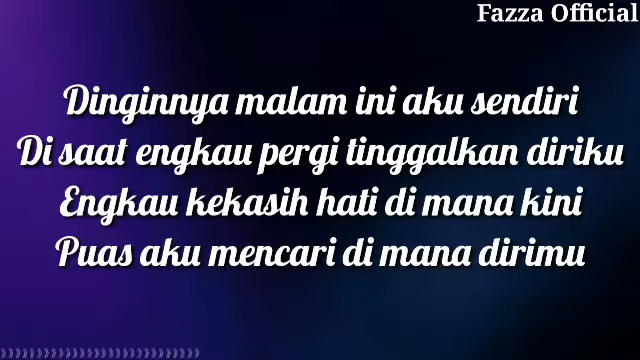 Fazza Official
Dinginnya malam ini aku sendiri
Di saat engkau pergi tinggalkan diriku
Engkau kekasih hati di mana kini
Puas aku mencari di mana dirimu